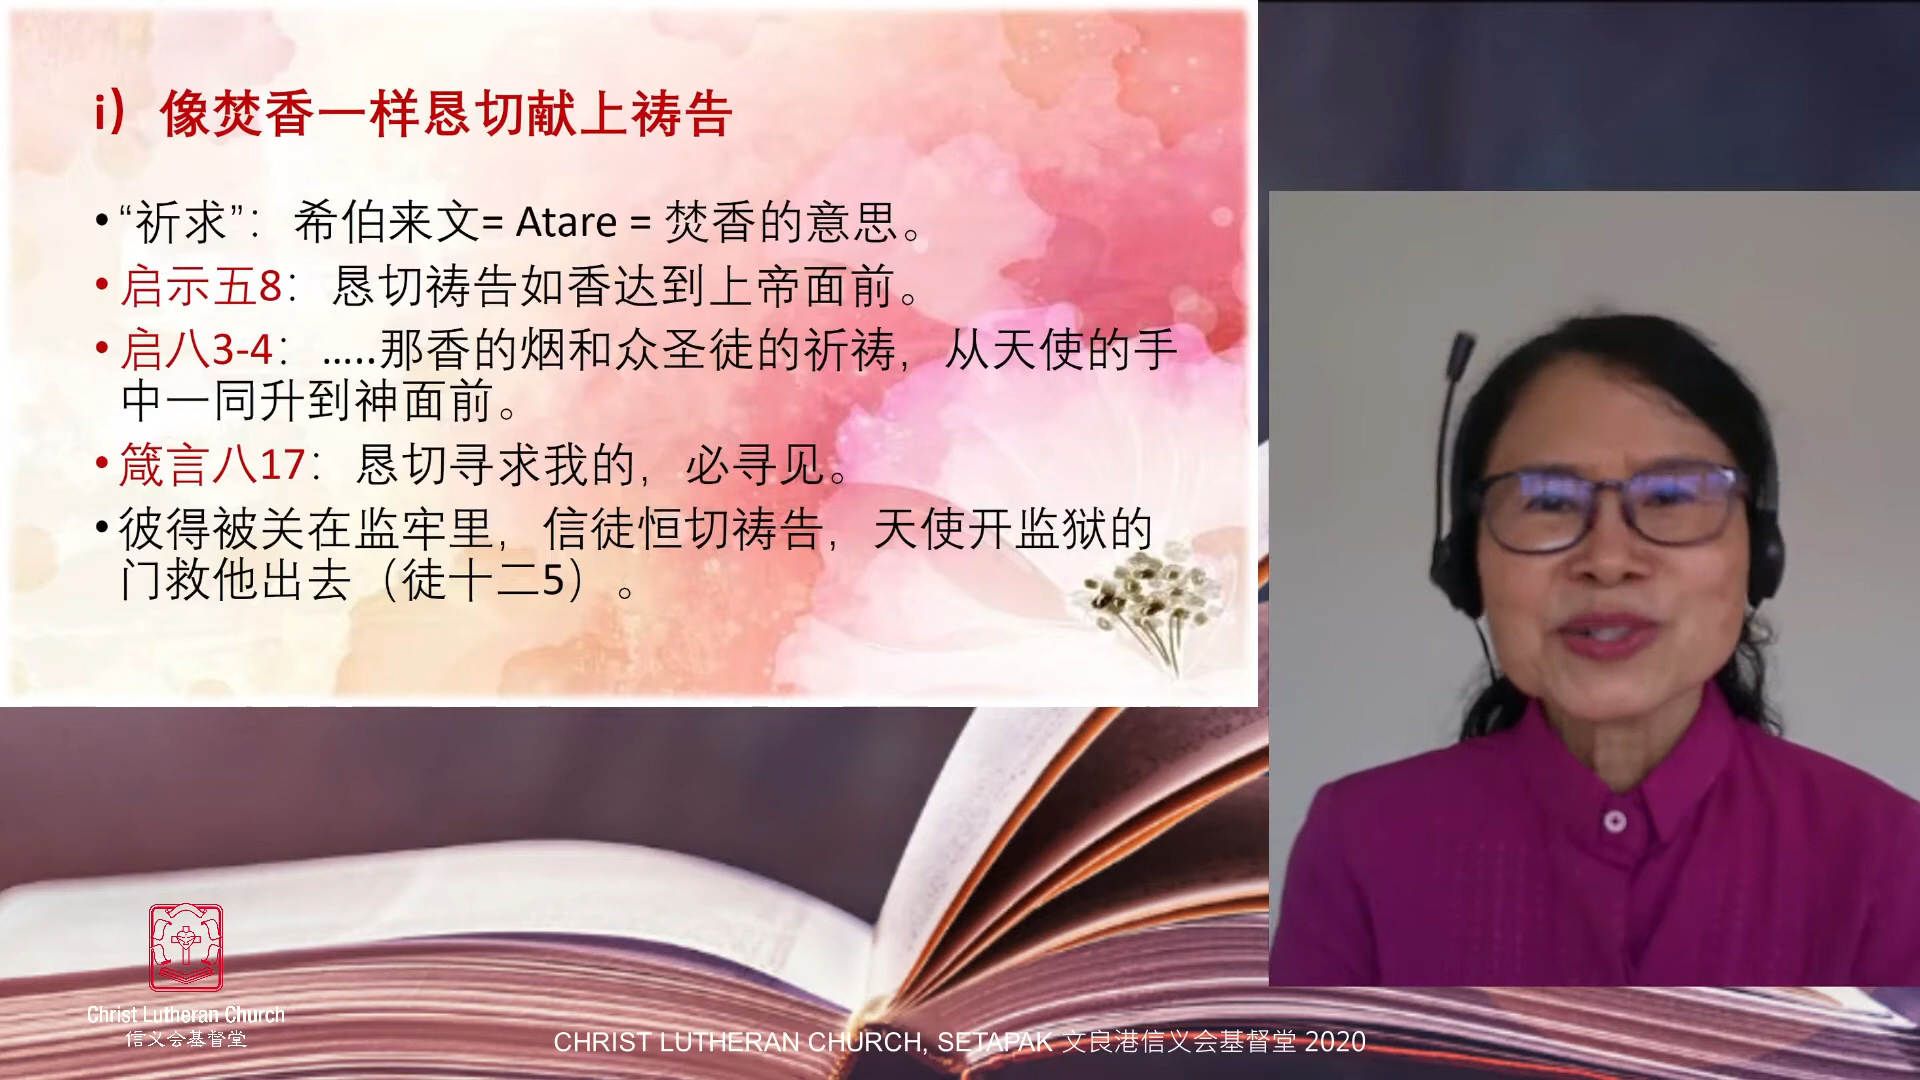 i） 像焚香一样恳切献上祷告
• “祈求”： 希伯来文= Atare = 焚香的意思。
• 启示五8： 恳切祷告如香达到上帝面前。
• 启八3-4： …..那香的烟和众圣徒的祈祷，从天使的手
中一同升到神面前。
• 箴言八17： 恳切寻求我的，必寻见。
• 彼得被关在监牢里，信徒恒切祷告，天使开监狱的
门救他出去（徒十二5）。
Christ Lutheran Church
信义会基督堂
CHRIST LUTHERAN CHURCH, SETAPAK 文良港信义会基督堂 2020